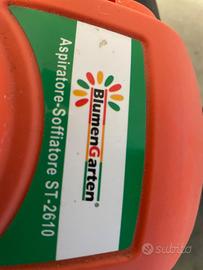 BlumenGarten®
Aspiratore-Soffiatore ST-2610
subito